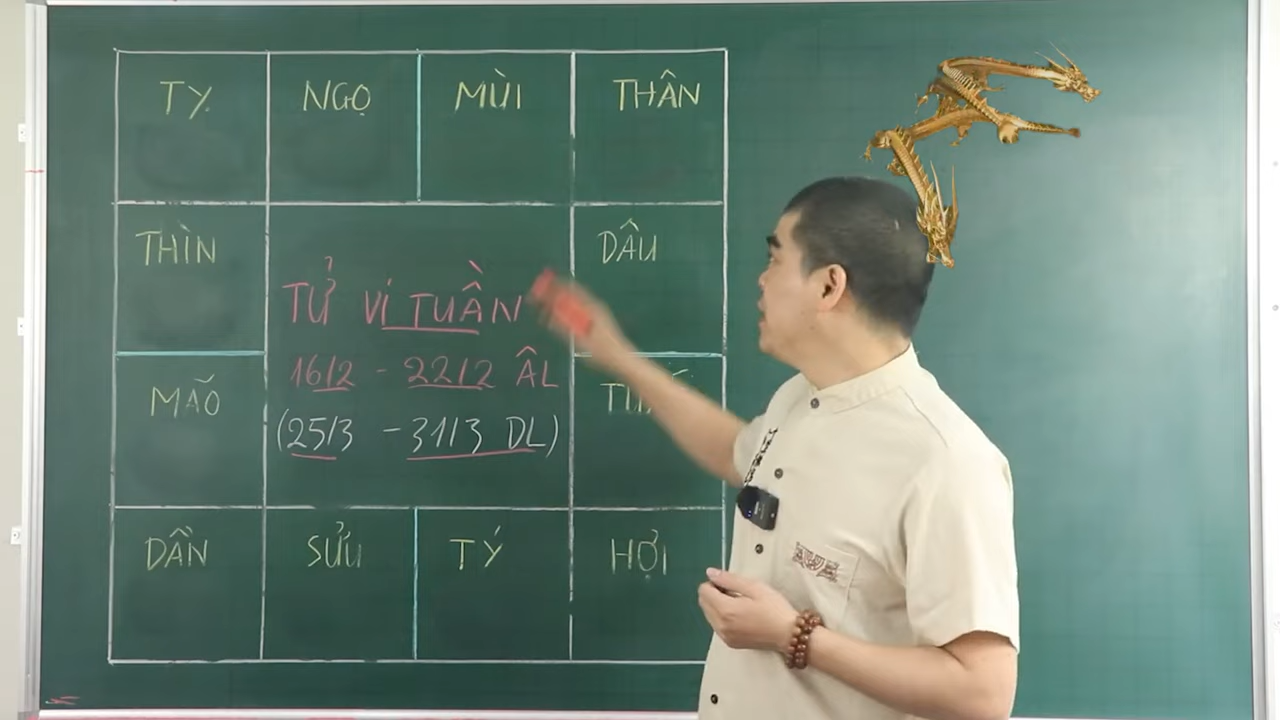 TỴ NGỌ MÙI THÂN
THÌN DẬU
TỬ VI TUẦN
16/2 - 22/2 ÂL
MÃO
(25/3 - 31/3 DL)
DẦN SỬU TÝ HỢI